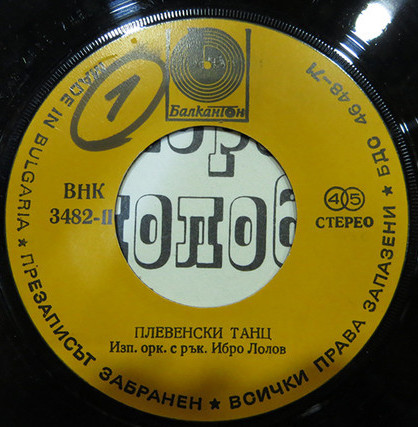 Балкантон
1
ВНК
3482-II
45
СТЕРЕО
ПЛЕВЕНСКИ ТАНЦ
Изп. орк. с рък. Ибро Лолов
MADE IN BULGARIA ★ ПРЕЗАПИСЪТ ЗАБРАНЕН ★ ВСИЧКИ ПРАВА ЗАПАЗЕНИ ★ БДО 4648-71